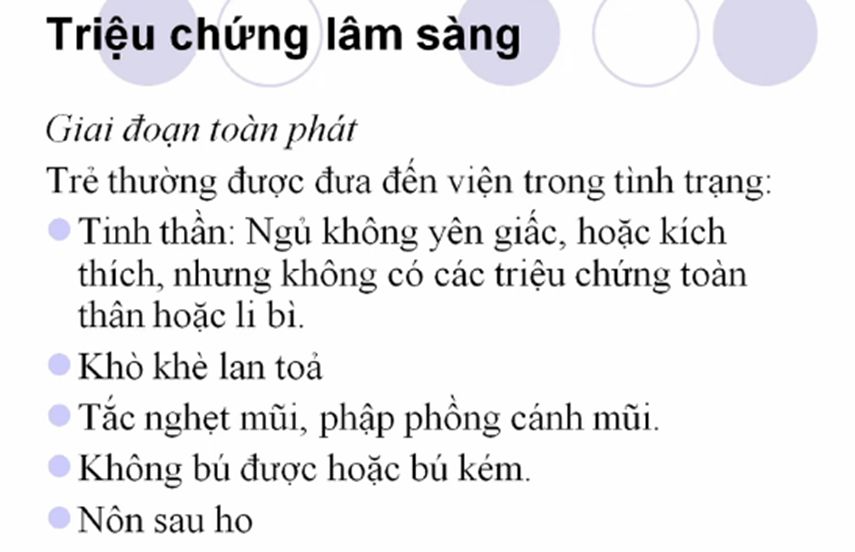 Triệu chứng lâm sàng
Giai đoạn toàn phát
Trẻ thường được đưa đến viện trong tình trạng:
Tinh thần: Ngủ không yên giấc, hoặc kích
thích, nhưng không có các triệu chứng toàn
thân hoặc li bì.
Khò khè lan toả
Tắc nghẹt mũi, phập phồng cánh mũi.
Không bú được hoặc bú kém.
Nôn sau ho